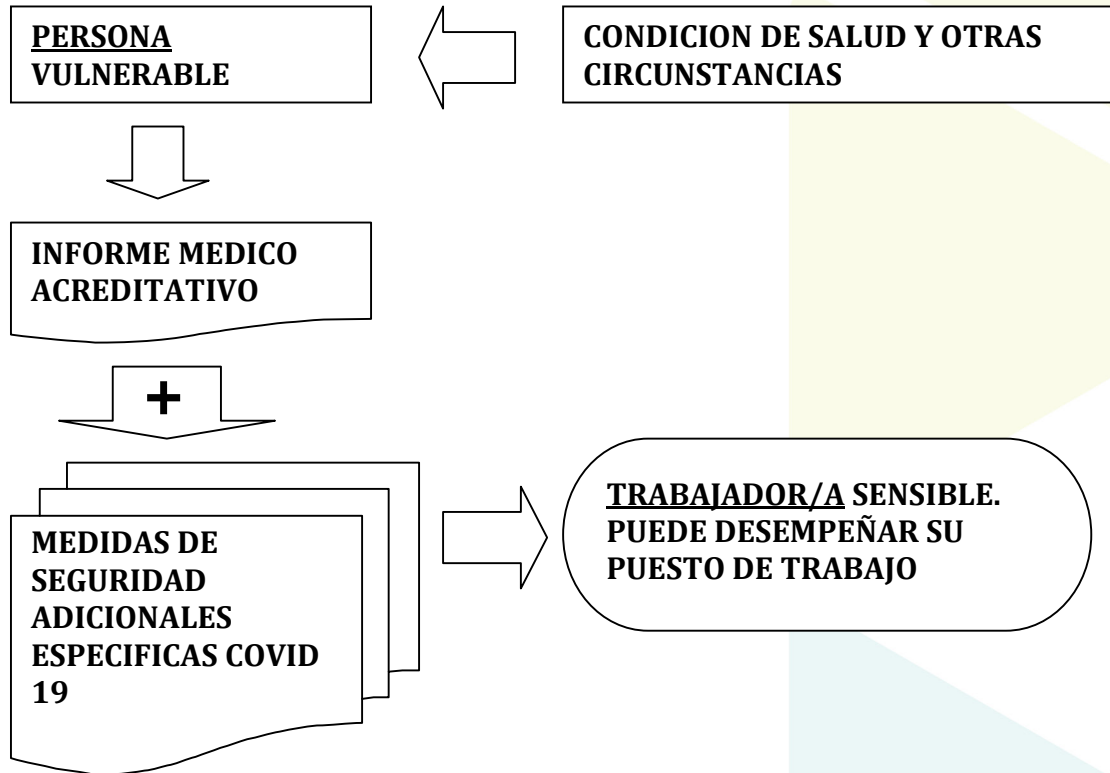 PERSONA
VULNERABLE
CONDICION DE SALUD Y OTRAS
CIRCUNSTANCIAS
INFORME MEDICO
ACREDITATIVO
+
MEDIDAS DE
SEGURIDAD
ADICIONALES
ESPECIFICAS COVID
19
TRABAJADOR/A SENSIBLE.
PUEDE DESEMPEÑAR SU
PUESTO DE TRABAJO